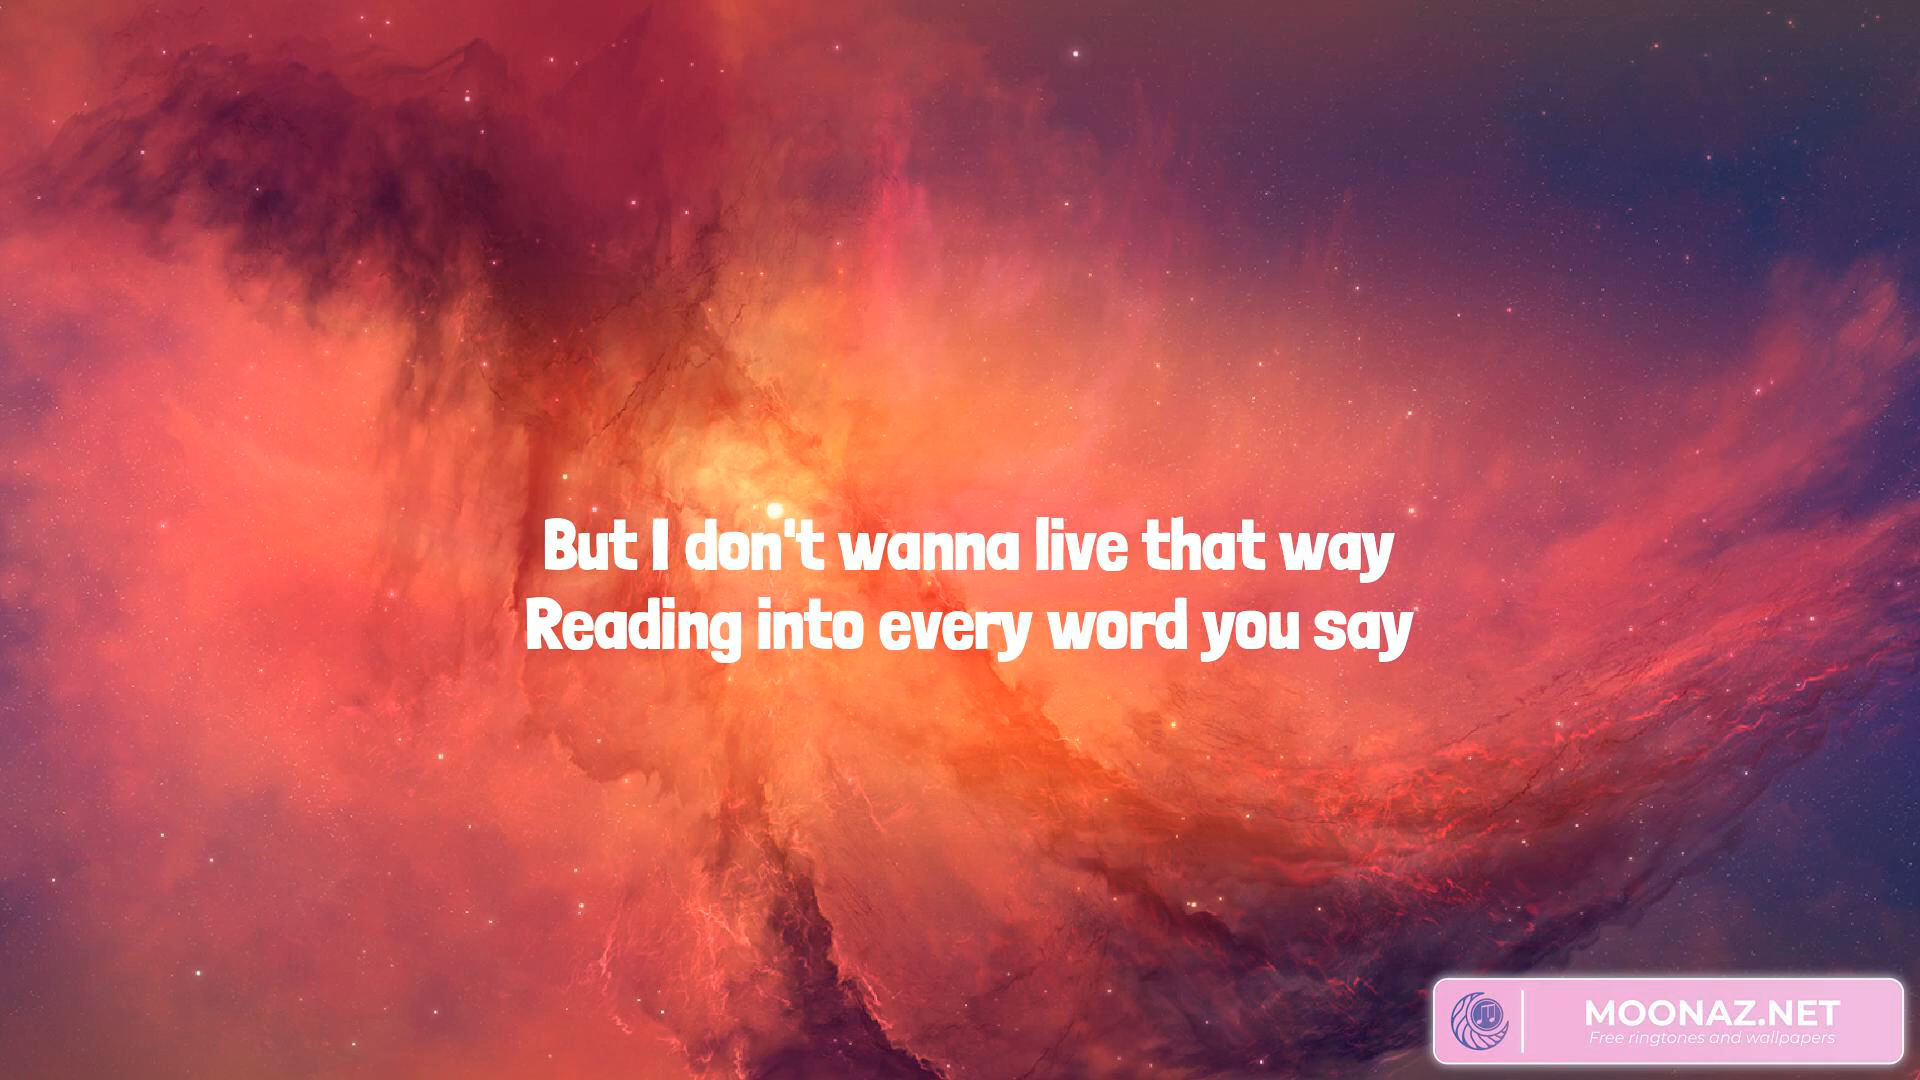 But I don't wanna live that way
Reading into every word you say
MOONAZ.NET
Free ringtones and wallpapers